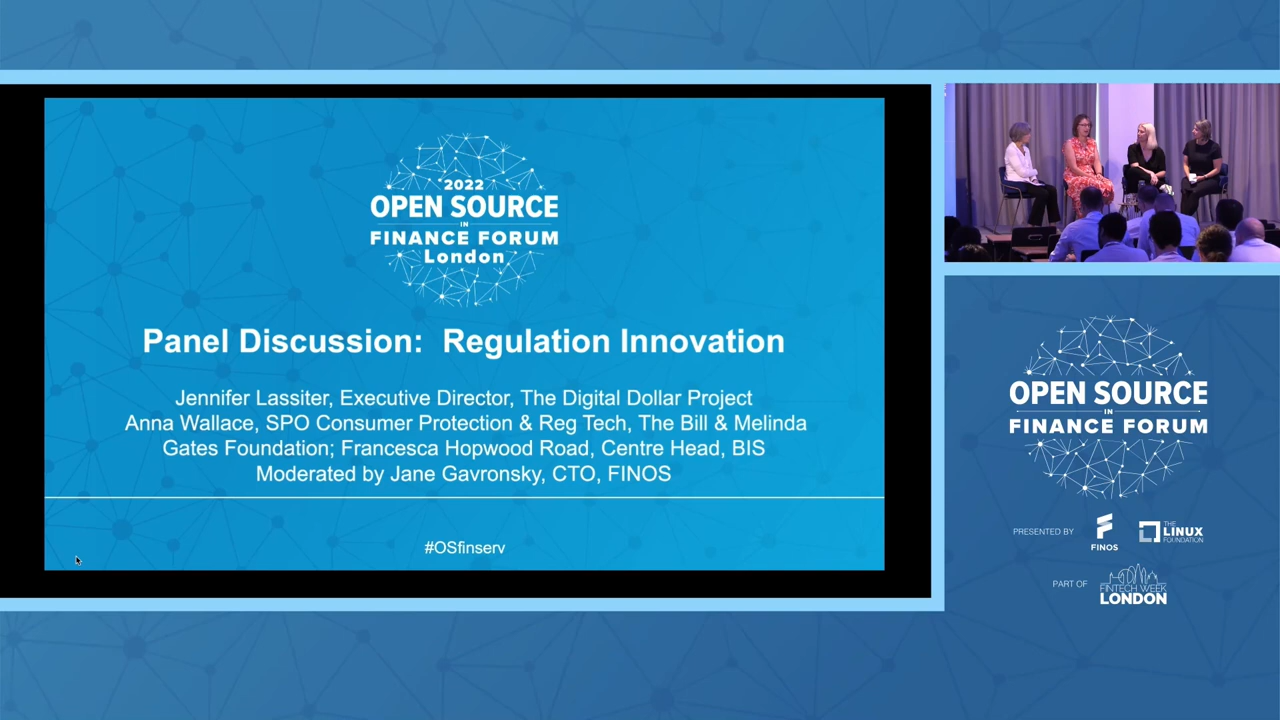 2022
OPEN SOURCE
IN
FINANCE FORUM
London
Panel Discussion: Regulation Innovation
Jennifer Lassiter, Executive Director, The Digital Dollar Project
Anna Wallace, SPO Consumer Protection & Reg Tech, The Bill & Melinda
Gates Foundation; Francesca Hopwood Road, Centre Head, BIS
Moderated by Jane Gavronsky, CTO, FINOS
#OSfinserv
OPEN SOURCE
IN
FINANCE FORUM
PRESENTED BY
FINOS
THE
LINUX
FOUNDATION
PART OF
FINTECH WEEK
LONDON